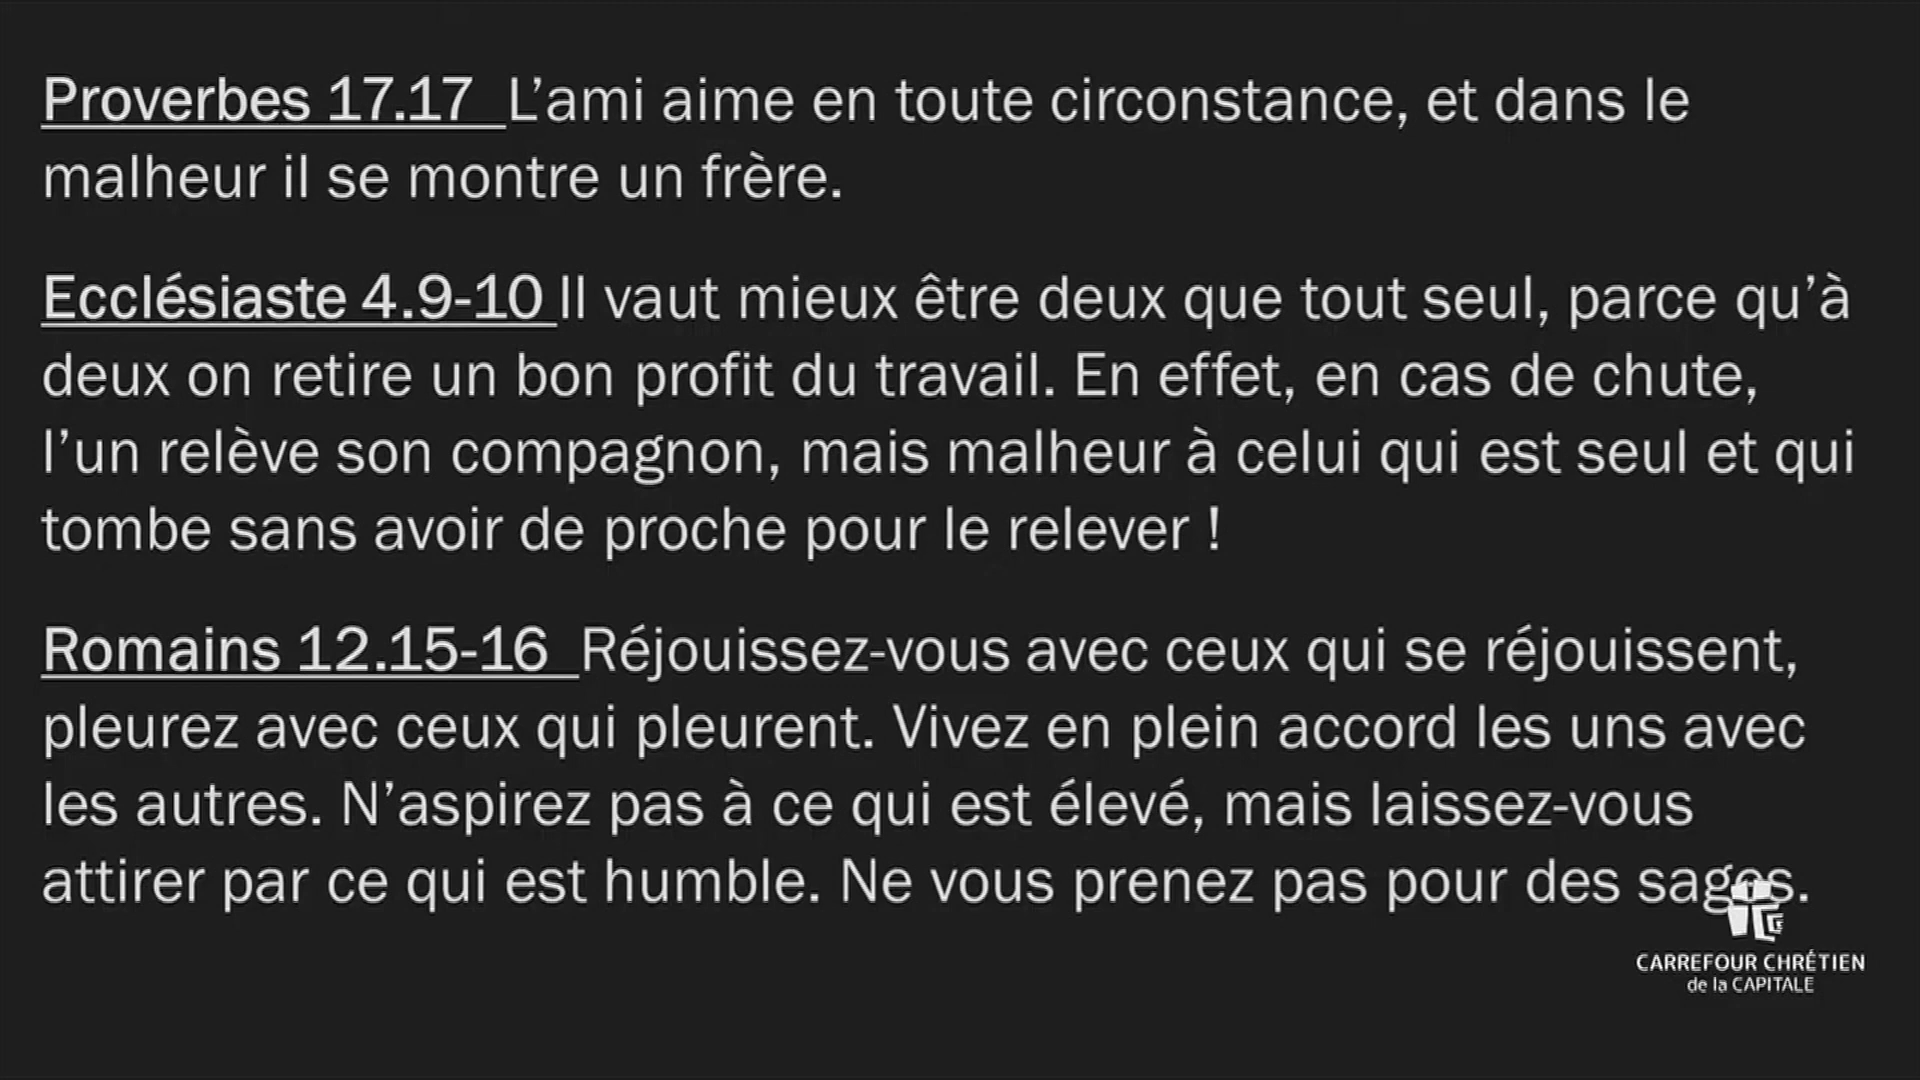 Proverbes 17.17 L’ami aime en toute circonstance, et dans le
malheur il se montre un frère.
Ecclésiaste 4.9-10 Il vaut mieux être deux que tout seul, parce qu’à
deux on retire un bon profit du travail. En effet, en cas de chute,
l’un relève son compagnon, mais malheur à celui qui est seul et qui
tombe sans avoir de proche pour le relever !
Romains 12.15-16 Réjouissez-vous avec ceux qui se réjouissent,
pleurez avec ceux qui pleurent. Vivez en plein accord les uns avec
les autres. N’aspirez pas à ce qui est élevé, mais laissez-vous
attirer par ce qui est humble. Ne vous prenez pas pour des sages.
CARREFOUR CHRÉTIEN
de la CAPITALE